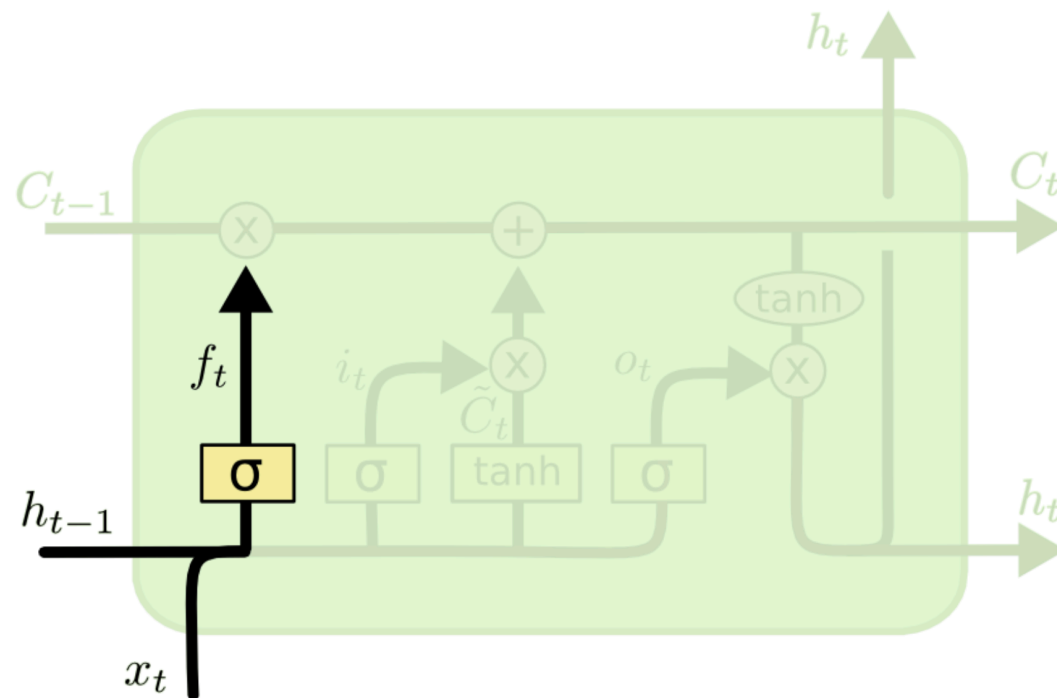 h_t
C_{t-1}
C_t
x
+
tanh
f_t
i_t
x
o_t
x
C̃_t
σ
σ
tanh
σ
h_{t-1}
h_t
x_t